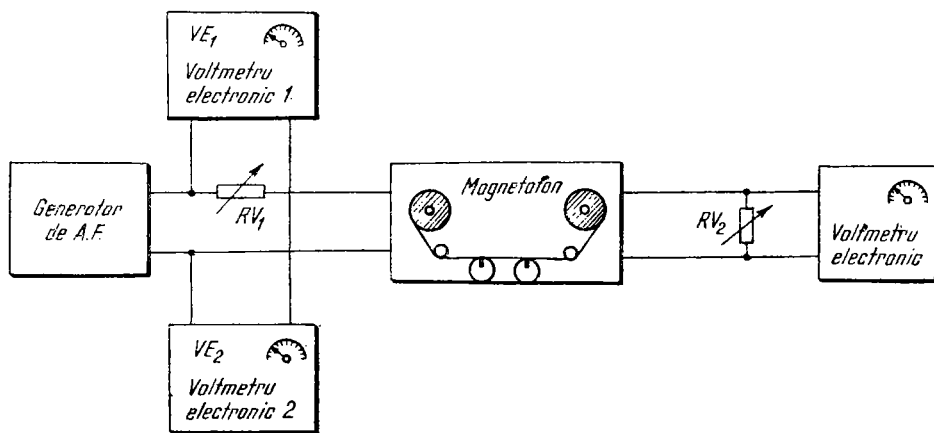 VE1
Voltmetru
electronic 1.
Generator
de A.F.
RV1
Magnetofon
RV2
Voltmetru
electronic
VE2
Voltmetru
electronic 2